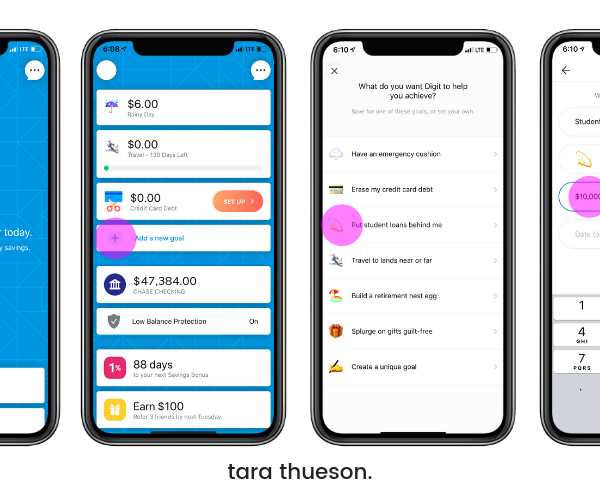 today.
savings.
6:08
LTE
$6.00
Rainy Day
$0.00
Travel - 130 Days Left
$0.00
Credit Card Debt
SET UP
Add a new goal
$47,384.00
CHASE CHECKING
Low Balance Protection
On
1%
88 days
to your next Savings Bonus
Earn $100
Refer 3 friends by next Tuesday
6:10
LTE
What do you want Digit to help
you achieve?
Save for one of these goals, or set your own.
Have an emergency cushion
Erase my credit card debt
Put student loans behind me
Travel to lands near or far
Build a retirement nest egg
Splurge on gifts guilt-free
Create a unique goal
6:10
W
Student
$10,000
Date (o
1
4
GHI
7
PQRS
.
tara thueson.